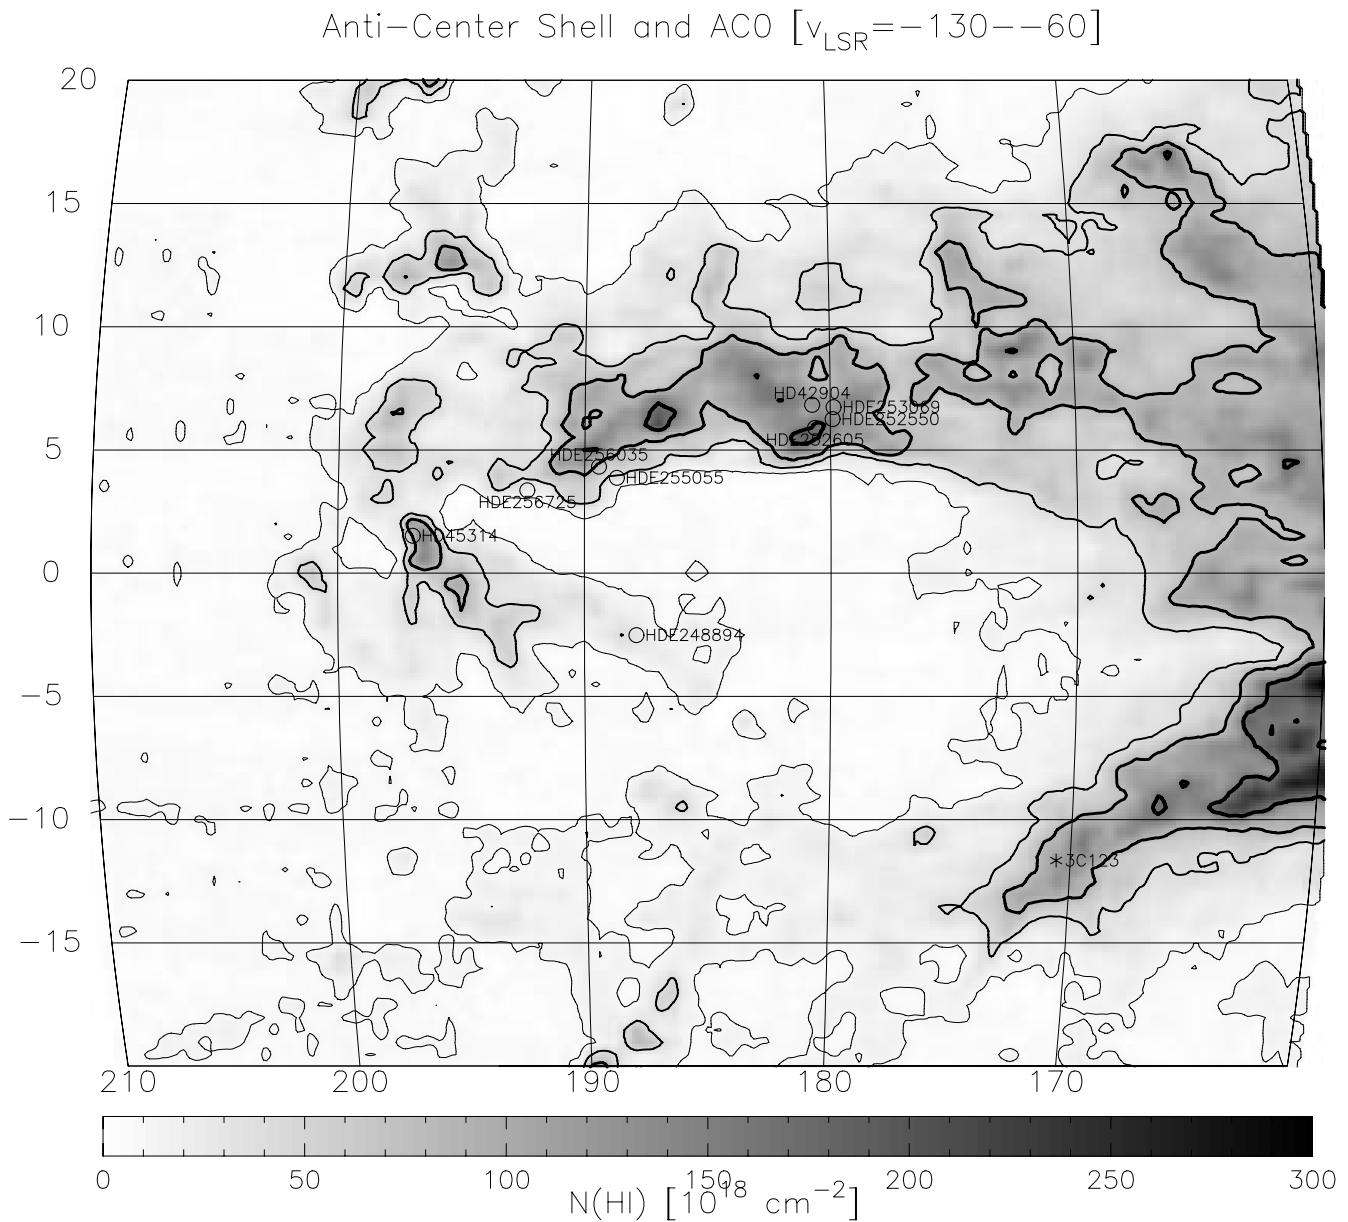 Anti-Center Shell and AC0 [vLSR=-130--60]
20
15
10
5
0
-5
-10
-15
HD42904
HDE253069
HDE252550
HDE252605
HDE256035
HDE255055
HDE256725
HD45314
HDE248894
3C123
210 200 190 180 170
0 50 100 150 200 250 300
N(HI) [10^18 cm^-2]